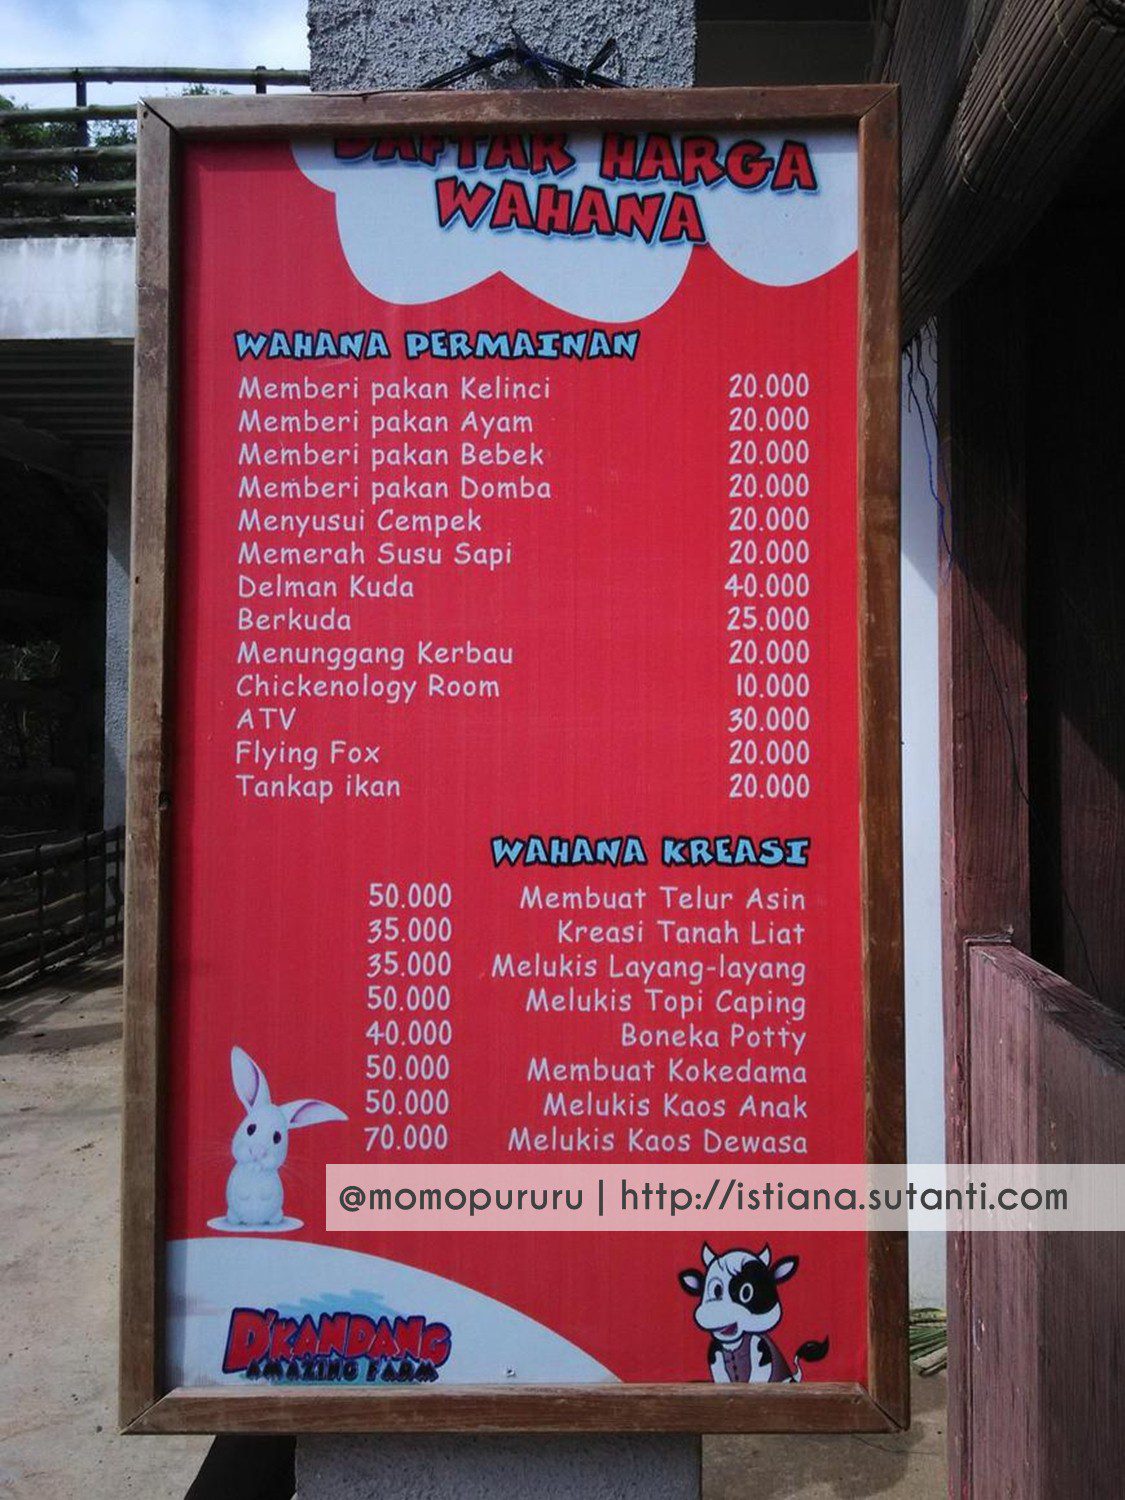 DAFTAR HARGA
WAHANA
WAHANA PERMAINAN
Memberi pakan Kelinci 20.000
Memberi pakan Ayam 20.000
Memberi pakan Bebek 20.000
Memberi pakan Domba 20.000
Menyusui Cempek 20.000
Memerah Susu Sapi 20.000
Delman Kuda 40.000
Berkuda 25.000
Menunggang Kerbau 20.000
Chickenology Room 10.000
ATV 30.000
Flying Fox 20.000
Tankap ikan 20.000
WAHANA KREASI
50.000 Membuat Telur Asin
35.000 Kreasi Tanah Liat
35.000 Melukis Layang-layang
50.000 Melukis Topi Caping
40.000 Boneka Potty
50.000 Membuat Kokedama
50.000 Melukis Kaos Anak
70.000 Melukis Kaos Dewasa
@momopururu | http://istiana.sutanti.com
D'KANDANG
AMAZING FARM